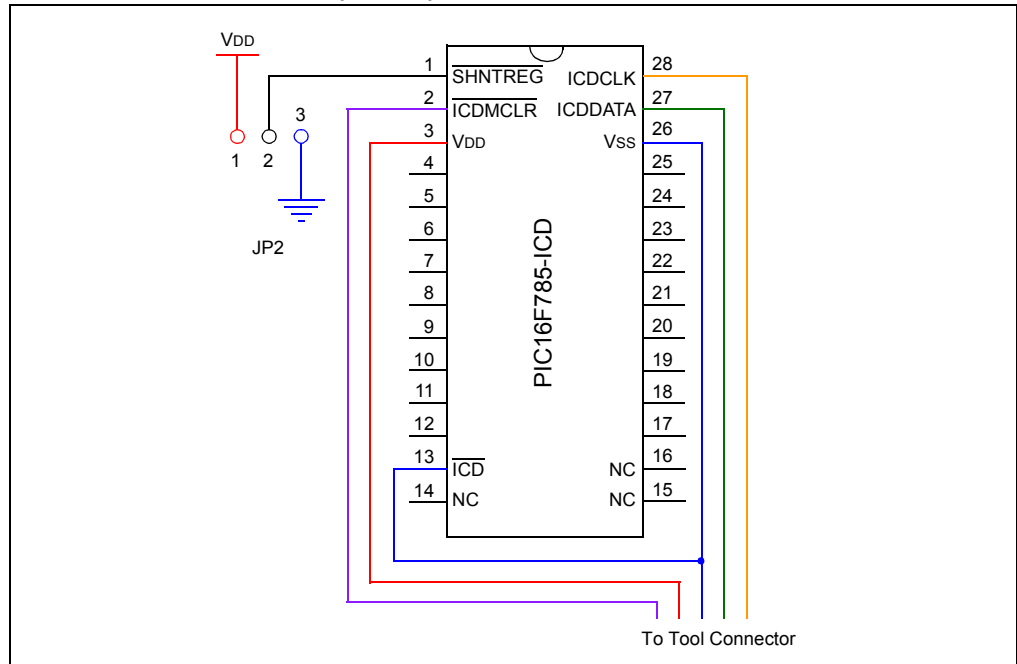 VDD
1 2 3
JP2
1 SHNTREG ICDCLK 28
2 ICDMCLR ICDDATA 27
3 VDD VSS 26
4 25
5 24
6 23
7 22
8 21
9 20
10 19
11 18
12 17
13 ICD NC 16
14 NC NC 15
PIC16F785-ICD
To Tool Connector